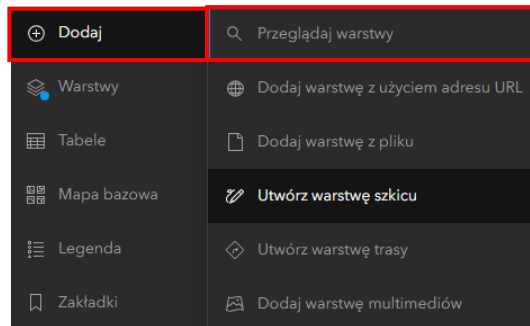 Dodaj
Warstwy
Tabele
Mapa bazowa
Legenda
Zakładki
Przeglądaj warstwy
Dodaj warstwę z użyciem adresu URL
Dodaj warstwę z pliku
Utwórz warstwę szkicu
Utwórz warstwę trasy
Dodaj warstwę multimediów